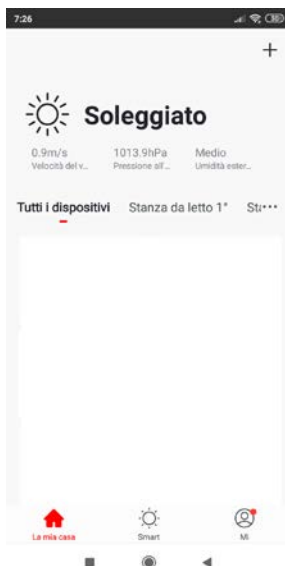 7:26
+
Soleggiato
0.9m/s 1013.9hPa Medio
Velocità del v... Pressione all'... Umidità ester...
Tutti i dispositivi Stanza da letto 1° Sta...
La mia casa Smart Mi